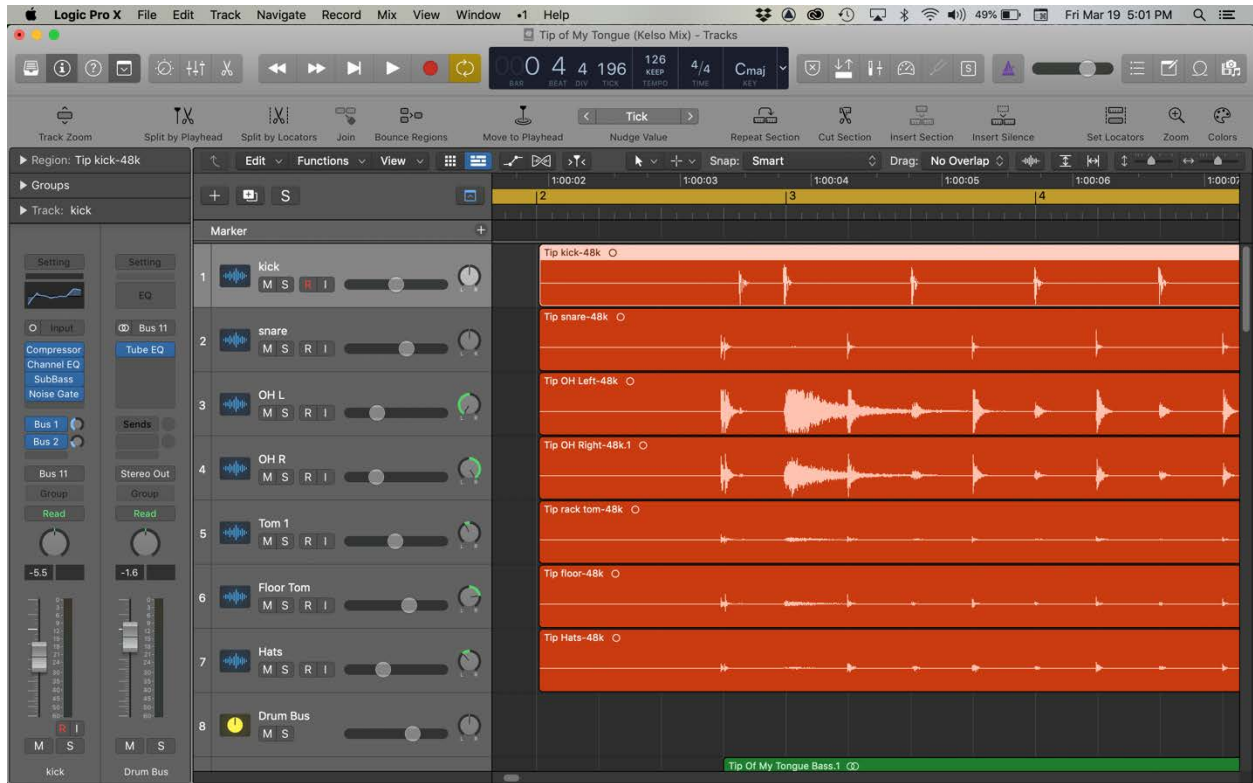 Logic Pro X File Edit Track Navigate Record Mix View Window 1 Help 49% Fri Mar 19 5:01 PM
Tip of My Tongue (Kelso Mix) - Tracks
0 4 4 196 126 KEEP 4/4 Cmaj
BAR BEAT DIV TICK TEMPO TIME KEY
S
Tick
Track Zoom Split by Playhead Split by Locators Join Bounce Regions Move to Playhead Nudge Value Repeat Section Cut Section Insert Section Insert Silence Set Locators Zoom Colors
Region: Tip kick-48k
Edit Functions View Snap: Smart Drag: No Overlap
Groups
Track: kick
S
1:00:02 1:00:03 1:00:04 1:00:05 1:00:06 1:00:07
2 3 4
Marker
Setting Setting
EQ
Input Bus 11
Compressor Tube EQ
Channel EQ
SubBass
Noise Gate
Bus 1 Sends
Bus 2
Bus 11 Stereo Out
Group Group
Read Read
-5.5 -1.6
R I
M S M S
kick Drum Bus
1 kick
M S R I
L R
Tip kick-48k
2 snare
M S R I
L R
Tip snare-48k
3 OH L
M S R I
L R
Tip OH Left-48k
4 OH R
M S R I
L R
Tip OH Right-48k.1
5 Tom 1
M S R I
L R
Tip rack tom-48k
6 Floor Tom
M S R I
L R
Tip floor-48k
7 Hats
M S R I
L R
Tip Hats-48k
8 Drum Bus
M S
L R
Tip Of My Tongue Bass.1